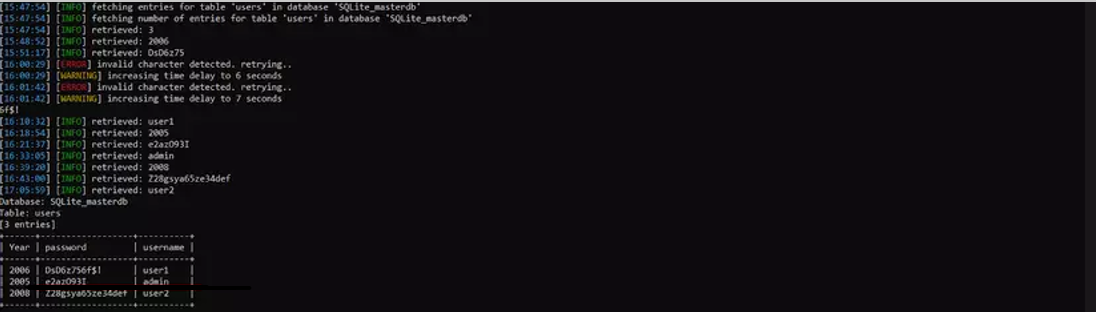 [15:47:54] [INFO] fetching entries for table 'users' in database 'SQLite_masterdb'
[15:47:54] [INFO] fetching number of entries for table 'users' in database 'SQLite_masterdb'
[15:47:54] [INFO] retrieved: 3
[15:48:52] [INFO] retrieved: 2006
[15:51:17] [INFO] retrieved: DsD6z75
[16:00:29] [ERROR] invalid character detected. retrying..
[16:00:29] [WARNING] increasing time delay to 6 seconds
[16:01:42] [ERROR] invalid character detected. retrying..
[16:01:42] [WARNING] increasing time delay to 7 seconds
6f$!
[16:10:32] [INFO] retrieved: user1
[16:18:54] [INFO] retrieved: 2005
[16:21:37] [INFO] retrieved: e2azO93I
[16:33:05] [INFO] retrieved: admin
[16:39:20] [INFO] retrieved: 2008
[16:43:00] [INFO] retrieved: Z28gsya65ze34def
[17:05:59] [INFO] retrieved: user2
Database: SQLite_masterdb
Table: users
[3 entries]
+------+------------------+----------+
| Year | password | username |
+------+------------------+----------+
| 2006 | DsD6z756f$! | user1 |
| 2005 | e2azO93I | admin |
| 2008 | Z28gsya65ze34def | user2 |
+------+------------------+----------+